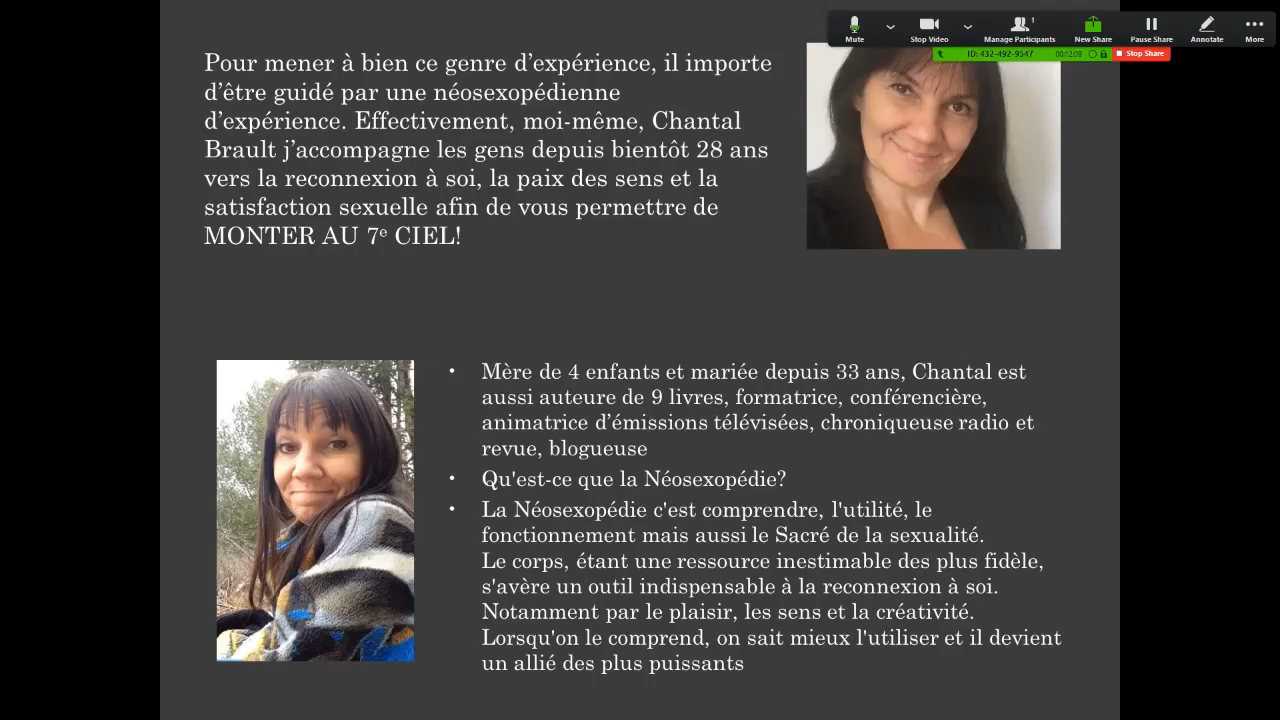 Mute
Stop Video
Manage Participants
1
New Share
Pause Share
Annotate
More
ID: 432-492-9547
00:12:09
Stop Share
Pour mener à bien ce genre d’expérience, il importe
d’être guidé par une néosexopédienne
d’expérience. Effectivement, moi-même, Chantal
Brault j’accompagne les gens depuis bientôt 28 ans
vers la reconnexion à soi, la paix des sens et la
satisfaction sexuelle afin de vous permettre de
MONTER AU 7e CIEL!
• Mère de 4 enfants et mariée depuis 33 ans, Chantal est
aussi auteure de 9 livres, formatrice, conférencière,
animatrice d’émissions télévisées, chroniqueuse radio et
revue, blogueuse
• Qu'est-ce que la Néosexopédie?
• La Néosexopédie c'est comprendre, l'utilité, le
fonctionnement mais aussi le Sacré de la sexualité.
Le corps, étant une ressource inestimable des plus fidèle,
s'avère un outil indispensable à la reconnexion à soi.
Notamment par le plaisir, les sens et la créativité.
Lorsqu'on le comprend, on sait mieux l'utiliser et il devient
un allié des plus puissants